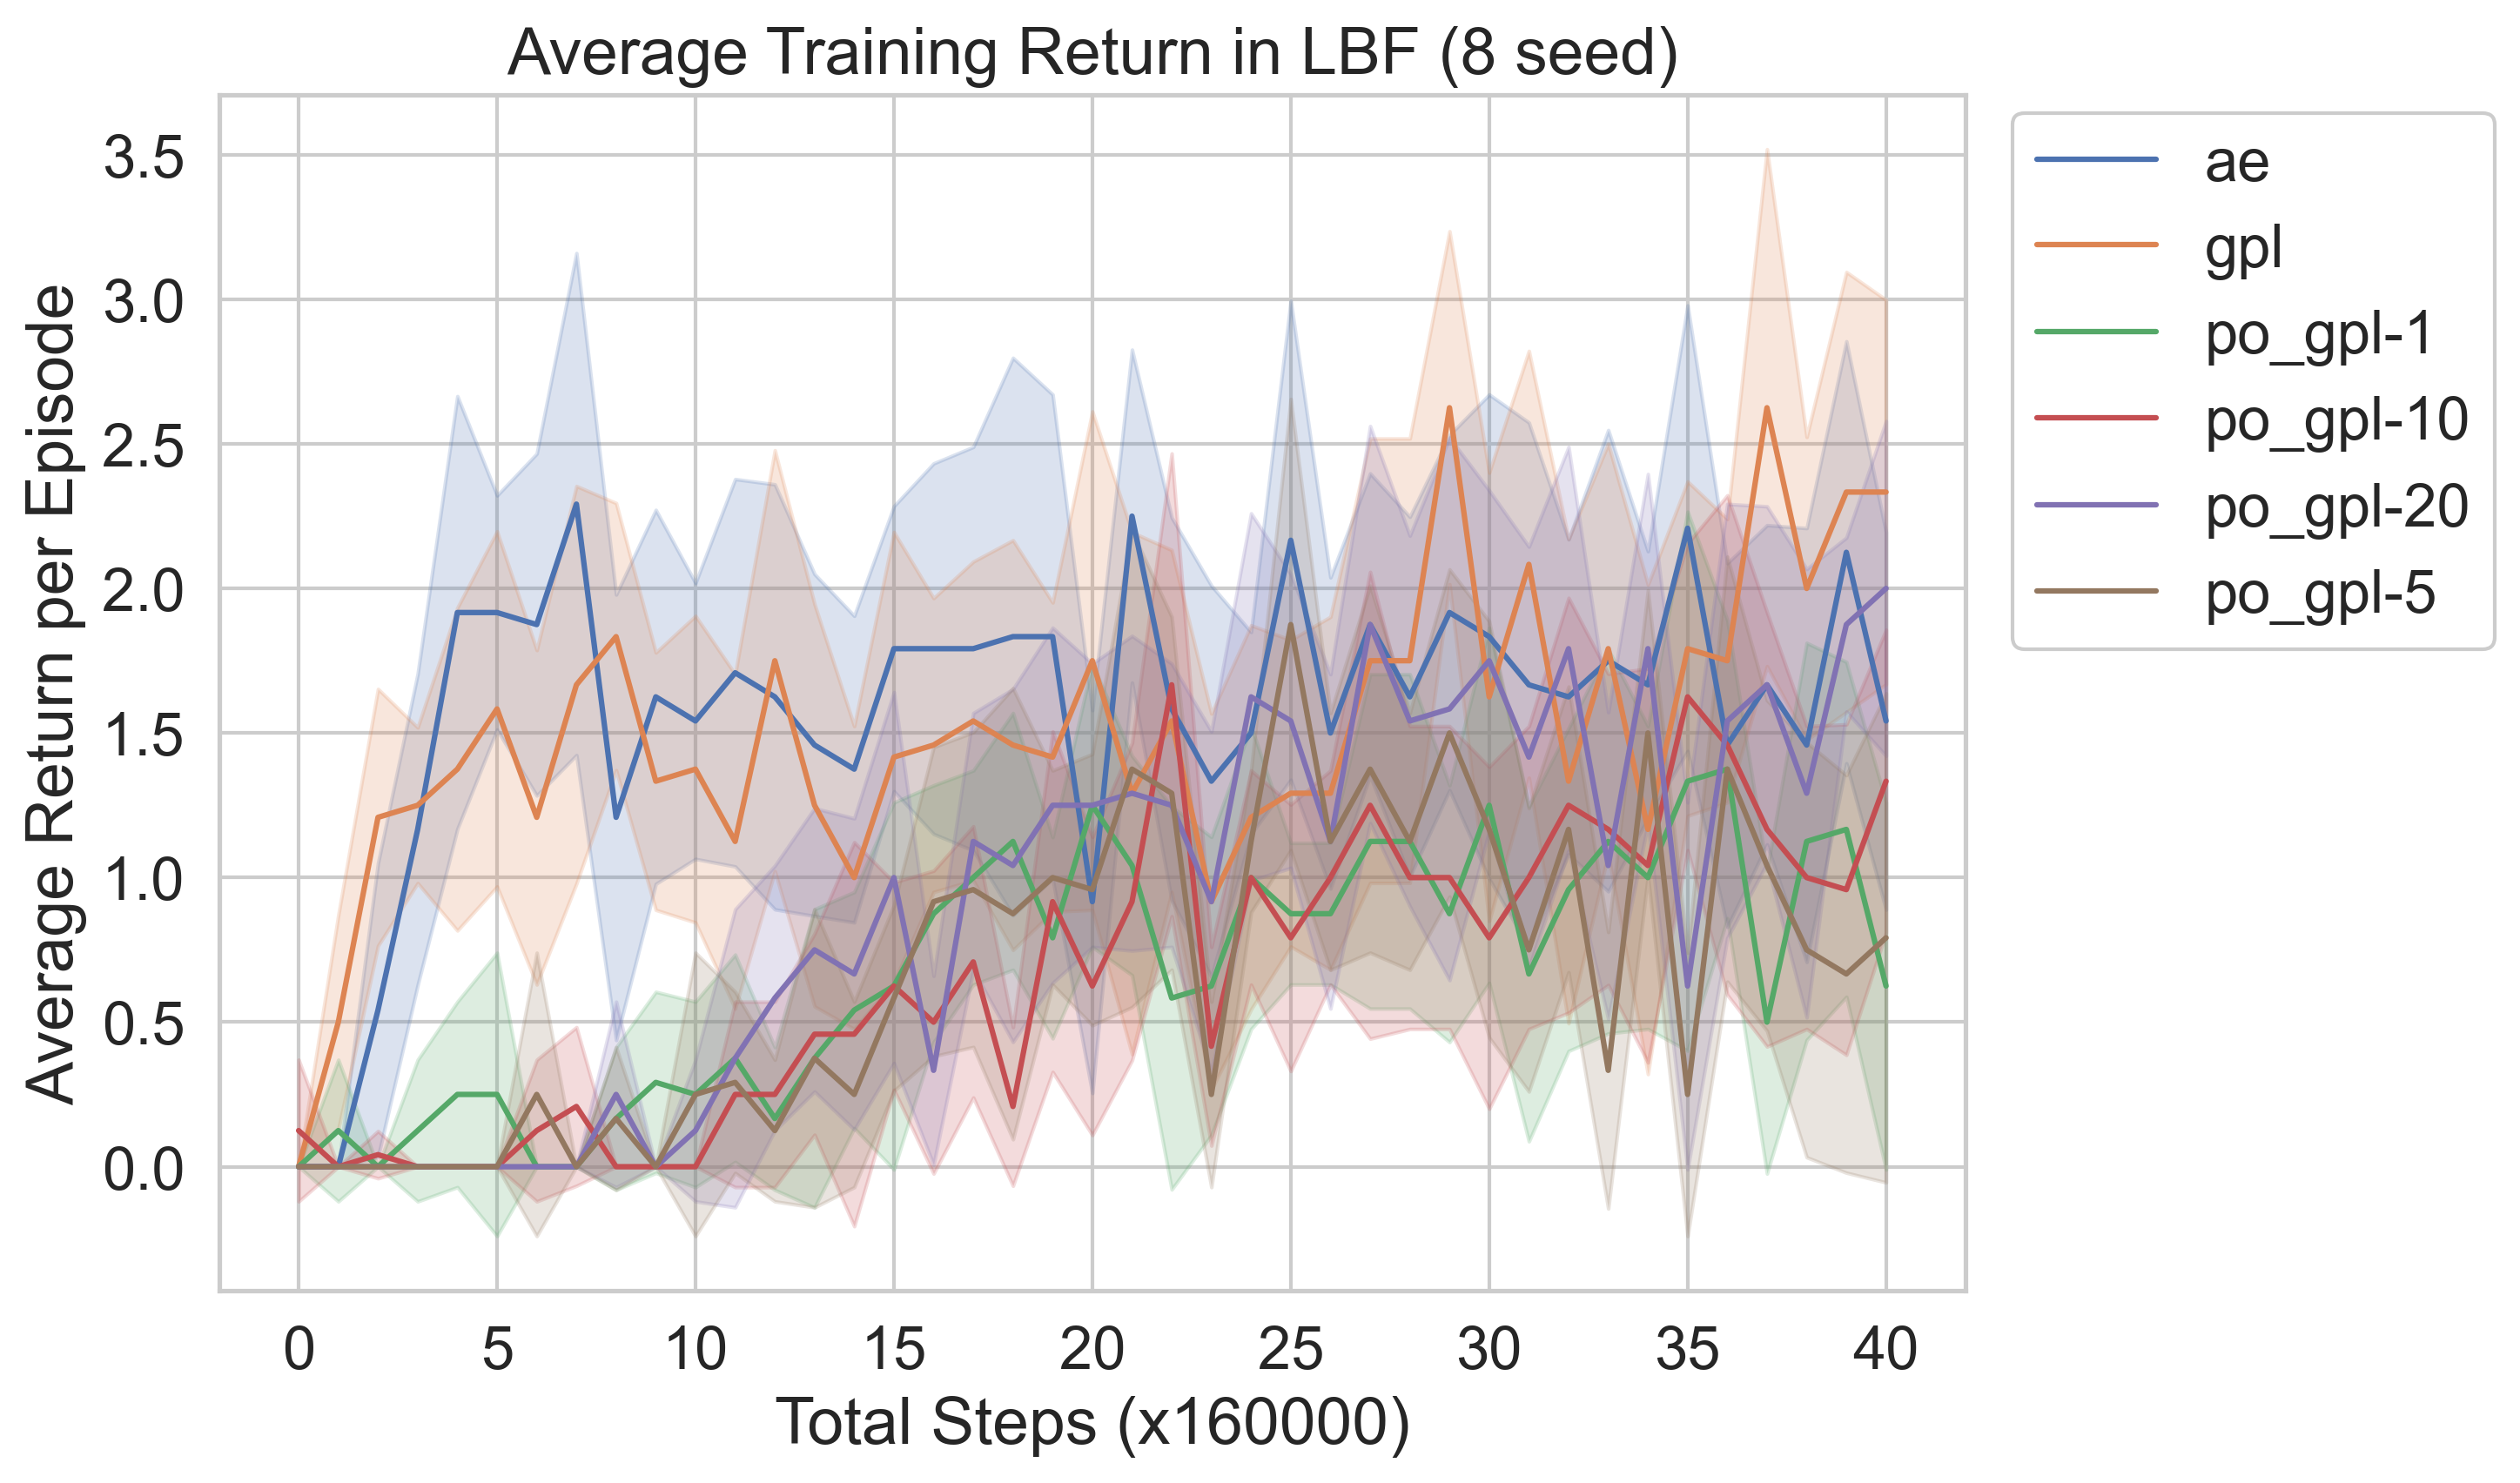 Average Training Return in LBF (8 seed)
Average Return per Episode
3.5
3.0
2.5
2.0
1.5
1.0
0.5
0.0
0 5 10 15 20 25 30 35 40
Total Steps (x160000)
ae
gpl
po_gpl-1
po_gpl-10
po_gpl-20
po_gpl-5